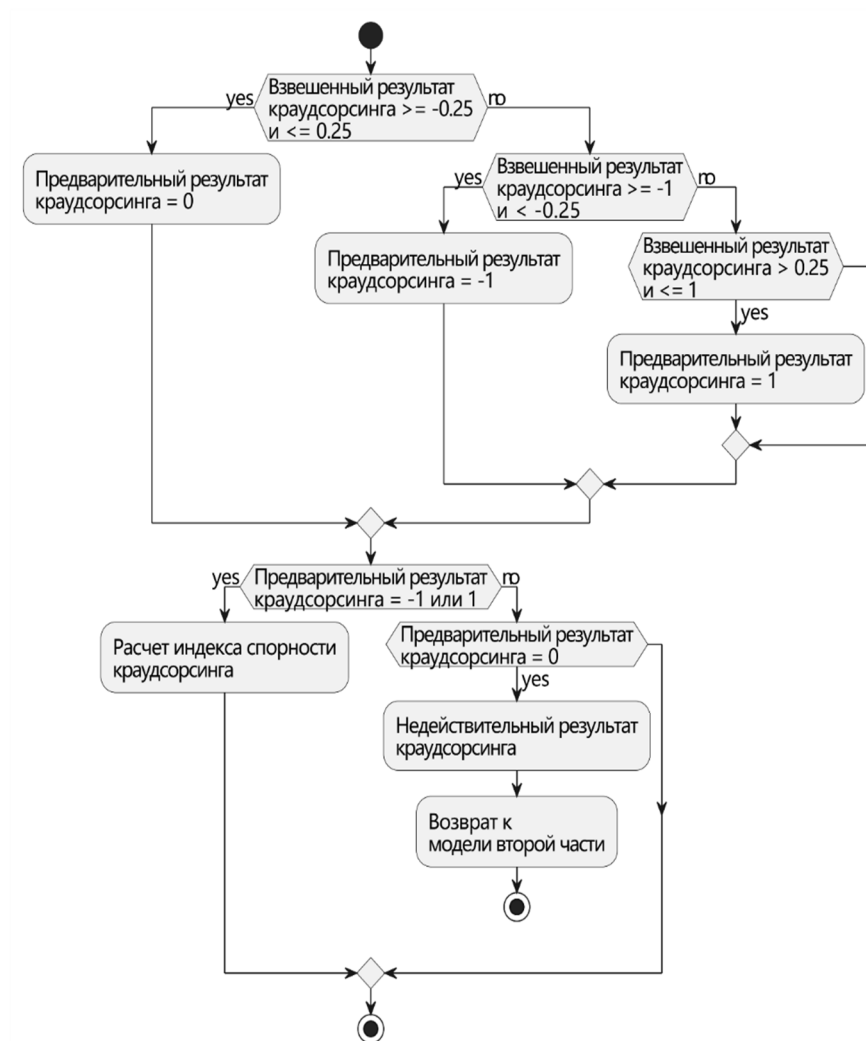 Взвешенный результат
краудсорсинга >= -0.25
и <= 0.25
yes
no
Предварительный результат
краудсорсинга = 0
Взвешенный результат
краудсорсинга >= -1
и < -0.25
yes
no
Предварительный результат
краудсорсинга = -1
Взвешенный результат
краудсорсинга > 0.25
и <= 1
yes
Предварительный результат
краудсорсинга = 1
Предварительный результат
краудсорсинга = -1 или 1
yes
no
Расчет индекса спорности
краудсорсинга
Предварительный результат
краудсорсинга = 0
yes
Недействительный результат
краудсорсинга
Возврат к
модели второй части